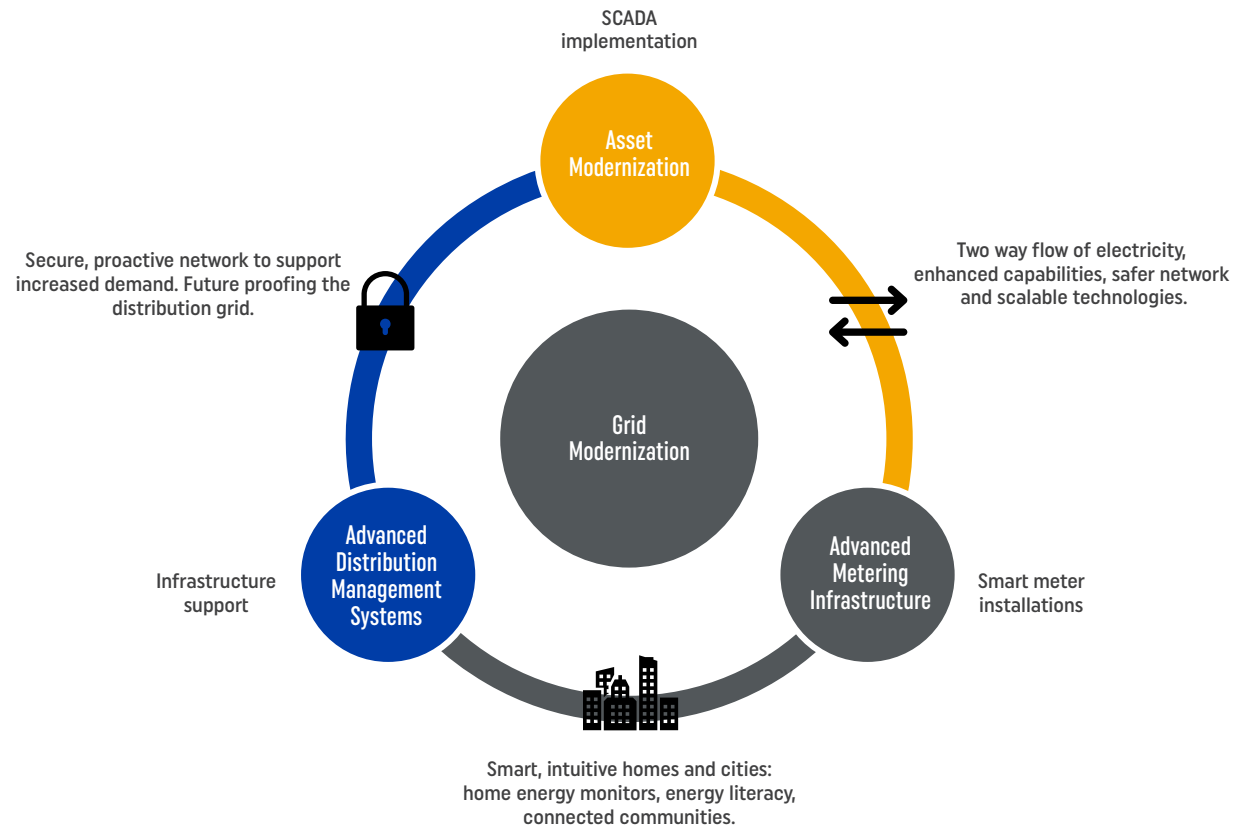 SCADA
implementation
Asset
Modernization
Secure, proactive network to support
increased demand. Future proofing the
distribution grid.
Two way flow of electricity,
enhanced capabilities, safer network
and scalable technologies.
Grid
Modernization
Infrastructure
support
Advanced
Distribution
Management
Systems
Advanced
Metering
Infrastructure
Smart meter
installations
Smart, intuitive homes and cities:
home energy monitors, energy literacy,
connected communities.